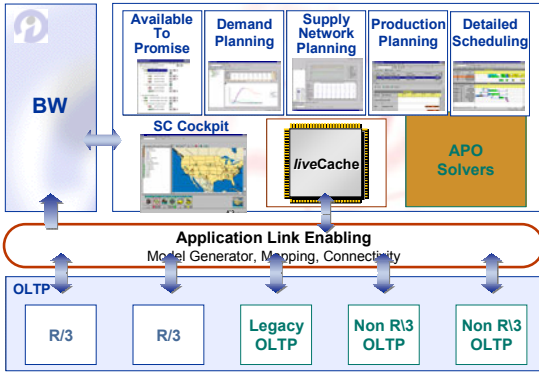 Available
To
Promise
Demand
Planning
Supply
Network
Planning
Production
Planning
Detailed
Scheduling
BW
SC Cockpit
liveCache
APO
Solvers
Application Link Enabling
Model Generator, Mapping, Connectivity
OLTP
R/3
R/3
Legacy
OLTP
Non R\3
OLTP
Non R\3
OLTP